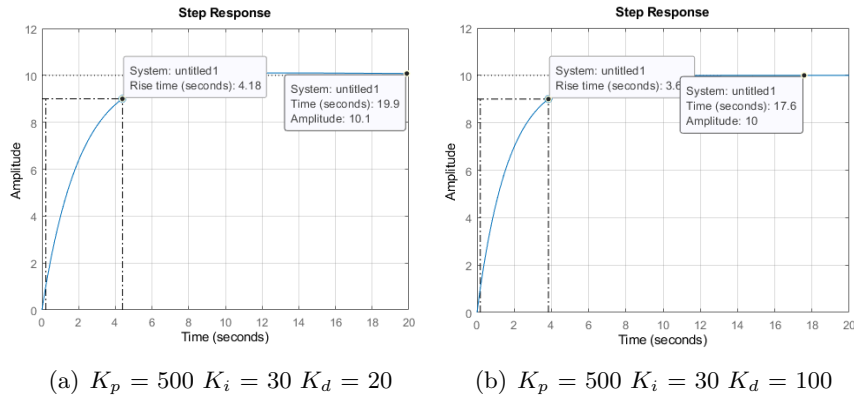 Step Response
12
10
8
6
4
2
0
Amplitude
System: untitled1
Rise time (seconds): 4.18
System: untitled1
Time (seconds): 19.9
Amplitude: 10.1
0 2 4 6 8 10 12 14 16 18 20
Time (seconds)
(a) Kp = 500 Ki = 30 Kd = 20
Step Response
12
10
8
6
4
2
0
Amplitude
System: untitled1
Rise time (seconds): 3.6
System: untitled1
Time (seconds): 17.6
Amplitude: 10
0 2 4 6 8 10 12 14 16 18 20
Time (seconds)
(b) Kp = 500 Ki = 30 Kd = 100